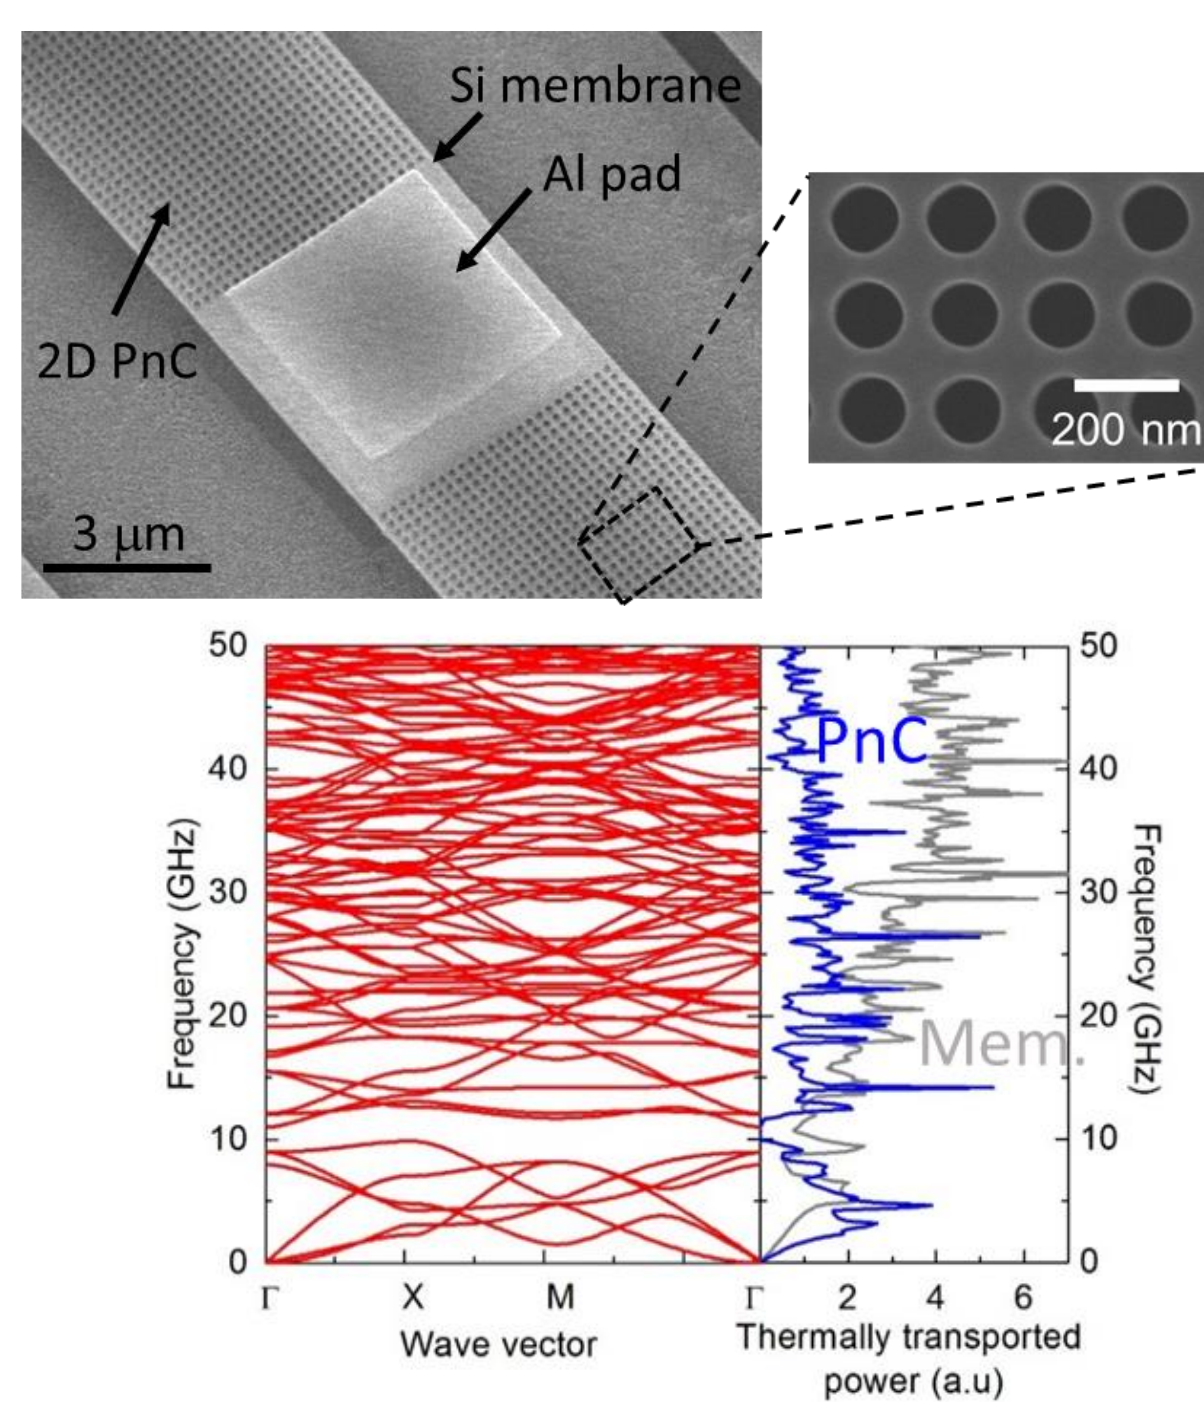 Si membrane
Al pad
2D PnC
3 μm
200 nm
50
40
30
20
10
0
Frequency (GHz)
Γ
X
M
Γ
Wave vector
PnC
Mem.
2
4
6
Thermally transported
power (a.u)
50
40
30
20
10
0
Frequency (GHz)